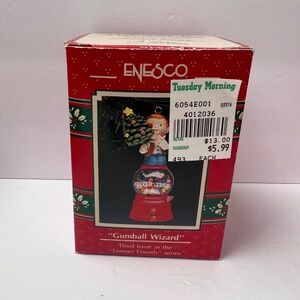 ENESCO
Tuesday Morning
6054E001
4012036
$13.00
CLOSEOUT
$5.99
493 EACH
"Gumball Wizard"
Third Issue in the
"Forever Friends" series